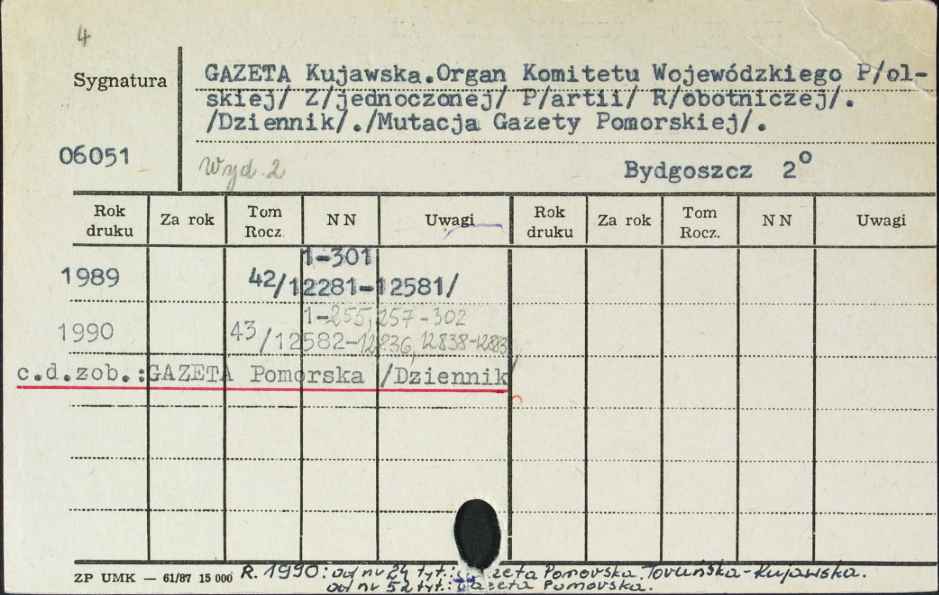 4
Sygnatura
GAZETA Kujawska.Organ Komitetu Wojewódzkiego P/ol-
skiej/ Z/jednoczonej/ P/artii/ R/obotniczej/.
/Dziennik/./Mutacja Gazety Pomorskiej/.
06051
Wyd. 2
Bydgoszcz 2°
Rok druku Za rok Tom Rocz. NN Uwagi Rok druku Za rok Tom Rocz. NN Uwagi
1-301
1989 42/12281-12581/
1-255, 257-302
1990 43/12582-12836, 12838-12883/
c.d.zob.:GAZETA Pomorska /Dziennik/
ZP UMK — 61/87 15 000 R. 1990: od nr 24 tyt.: Gazeta Pomorska. Toruńska-Kujawska.
od nr 52 tyt.: Gazeta Pomorska.